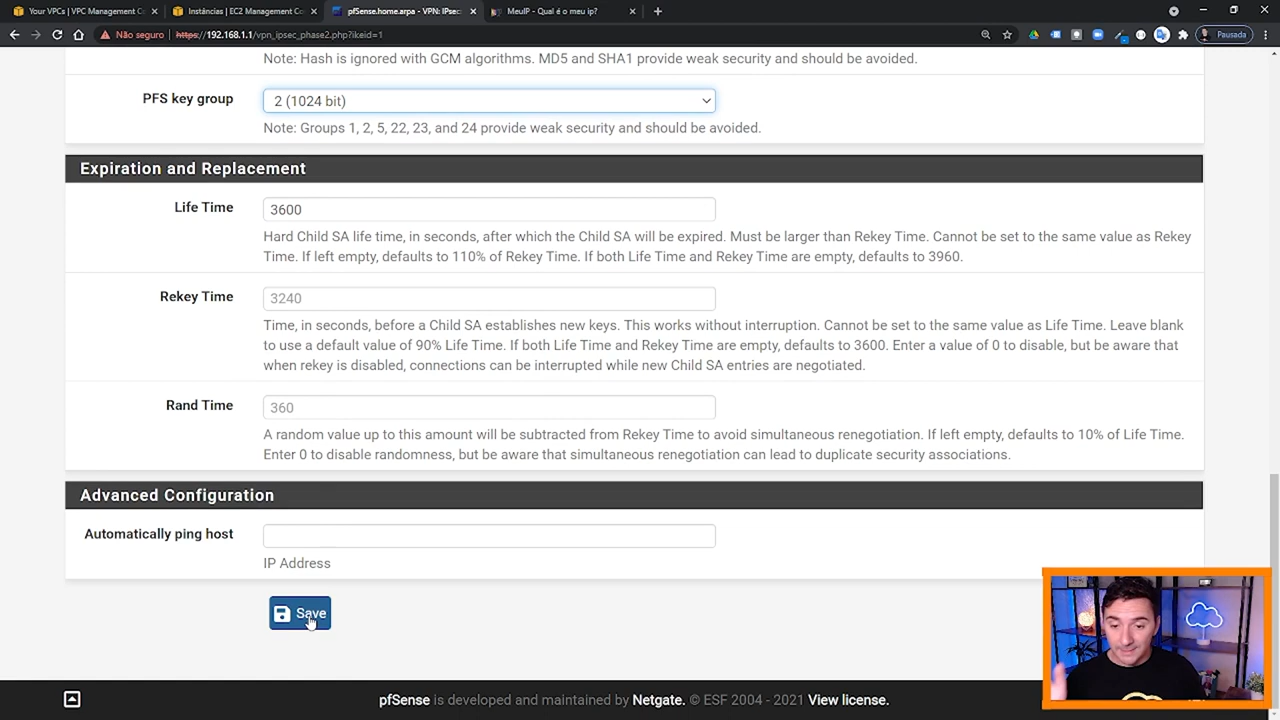 Your VPCs | VPC Management C
Instâncias | EC2 Management Co
pfSense.home.arpa - VPN: IPsec:
MeuIP - Qual é o meu ip?
Não seguro
https://192.168.1.1/vpn_ipsec_phase2.php?ikeid=1
Pausada
Note: Hash is ignored with GCM algorithms. MD5 and SHA1 provide weak security and should be avoided.
PFS key group
2 (1024 bit)
Note: Groups 1, 2, 5, 22, 23, and 24 provide weak security and should be avoided.
Expiration and Replacement
Life Time
3600
Hard Child SA life time, in seconds, after which the Child SA will be expired. Must be larger than Rekey Time. Cannot be set to the same value as Rekey
Time. If left empty, defaults to 110% of Rekey Time. If both Life Time and Rekey Time are empty, defaults to 3960.
Rekey Time
3240
Time, in seconds, before a Child SA establishes new keys. This works without interruption. Cannot be set to the same value as Life Time. Leave blank
to use a default value of 90% Life Time. If both Life Time and Rekey Time are empty, defaults to 3600. Enter a value of 0 to disable, but be aware that
when rekey is disabled, connections can be interrupted while new Child SA entries are negotiated.
Rand Time
360
A random value up to this amount will be subtracted from Rekey Time to avoid simultaneous renegotiation. If left empty, defaults to 10% of Life Time.
Enter 0 to disable randomness, but be aware that simultaneous renegotiation can lead to duplicate security associations.
Advanced Configuration
Automatically ping host
IP Address
Save
pfSense is developed and maintained by Netgate. © ESF 2004 - 2021 View license.